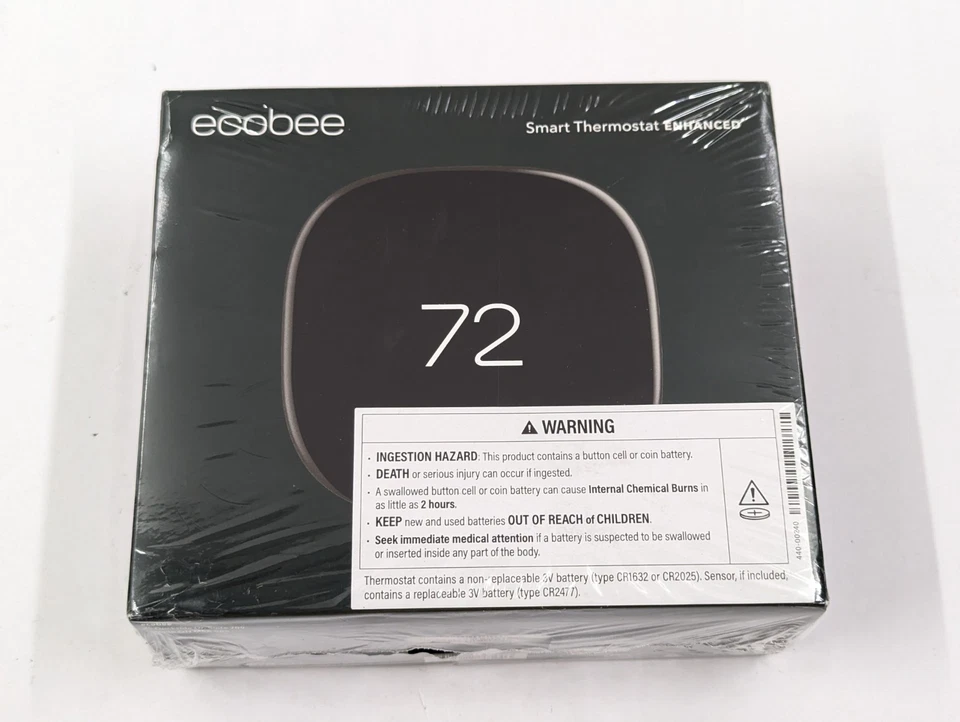 ecobee
Smart Thermostat ENHANCED
72
WARNING
· INGESTION HAZARD: This product contains a button cell or coin battery.
· DEATH or serious injury can occur if ingested.
· A swallowed button cell or coin battery can cause Internal Chemical Burns in
as little as 2 hours.
· KEEP new and used batteries OUT OF REACH of CHILDREN.
· Seek immediate medical attention if a battery is suspected to be swallowed
or inserted inside any part of the body.
440-00040
Thermostat contains a non-replaceable 3V battery (type CR1632 or CR2025). Sensor, if included,
contains a replaceable 3V battery (type CR2477).